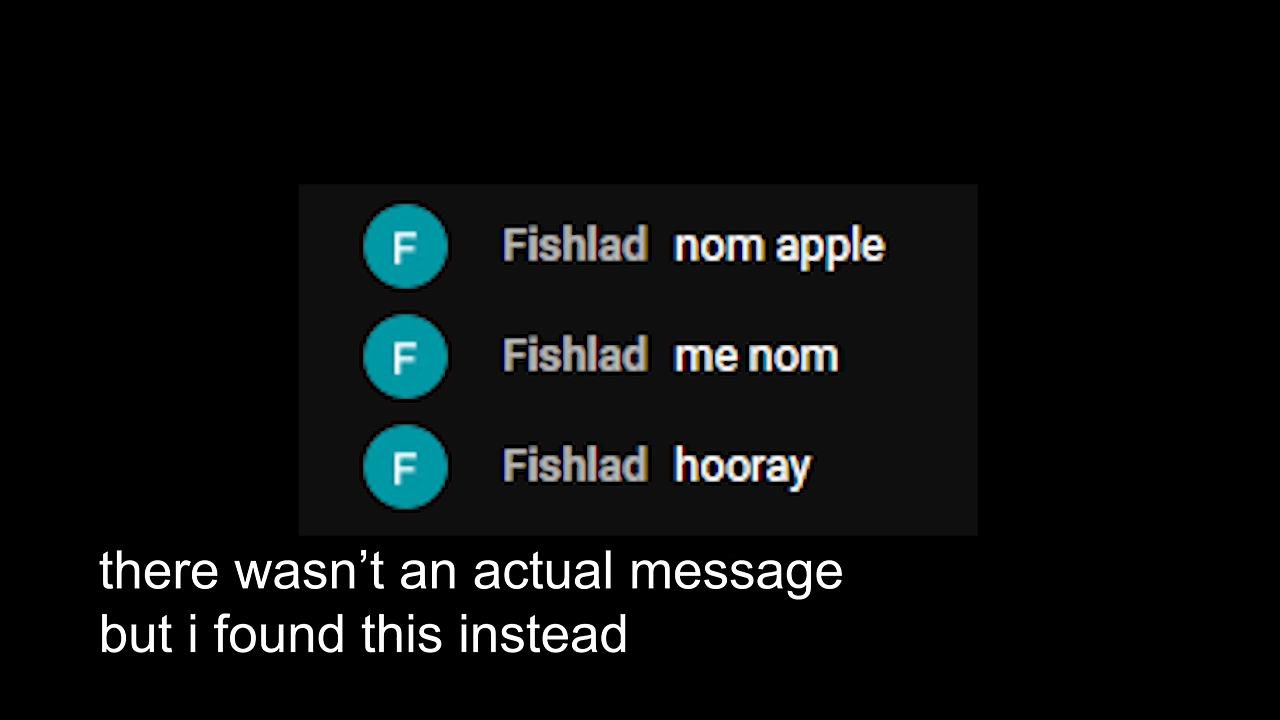 F Fishlad nom apple
F Fishlad me nom
F Fishlad hooray
there wasn’t an actual message
but i found this instead